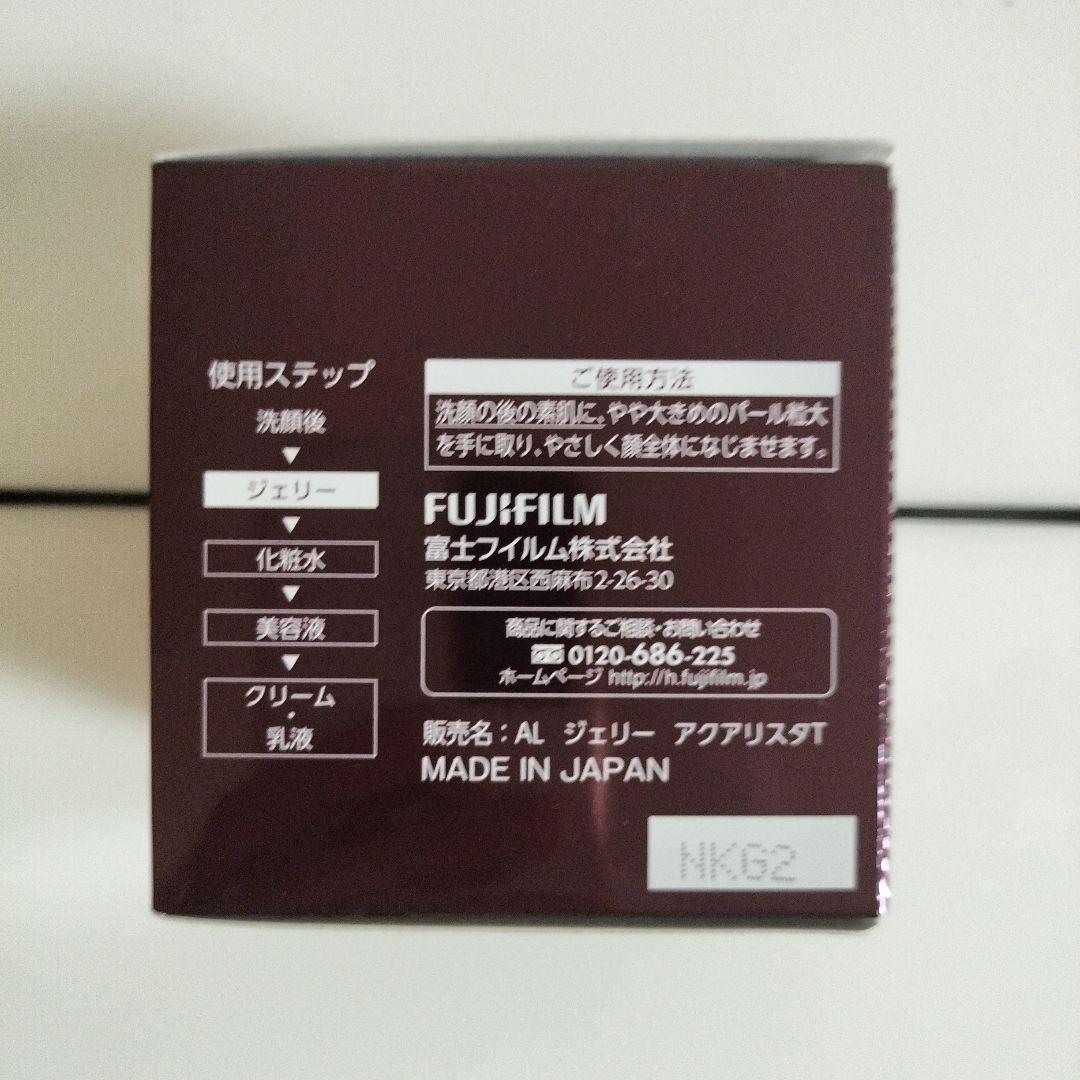 使用ステップ
洗顔後
▼
ジェリー
▼
化粧水
▼
美容液
▼
クリーム
・
乳液
ご使用方法
洗顔の後の素肌に、やや大きめのパール粒大
を手に取り、やさしく顔全体になじませます。
FUJIFILM
富士フイルム株式会社
東京都港区西麻布2-26-30
商品に関するご相談・お問い合わせ
0120-686-225
ホームページ http://h.fujifilm.jp
販売名：AL ジェリー アクアリスタT
MADE IN JAPAN
NKG2